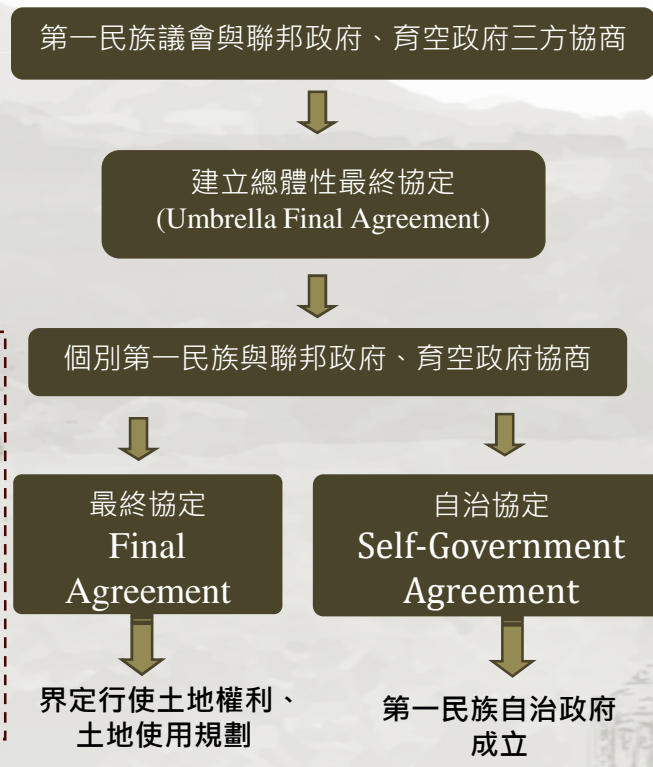 第一民族議會與聯邦政府、育空政府三方協商
建立總體性最終協定
(Umbrella Final Agreement)
個別第一民族與聯邦政府、育空政府協商
最終協定
Final
Agreement
自治協定
Self-Government
Agreement
界定行使土地權利、
土地使用規劃
第一民族自治政府
成立